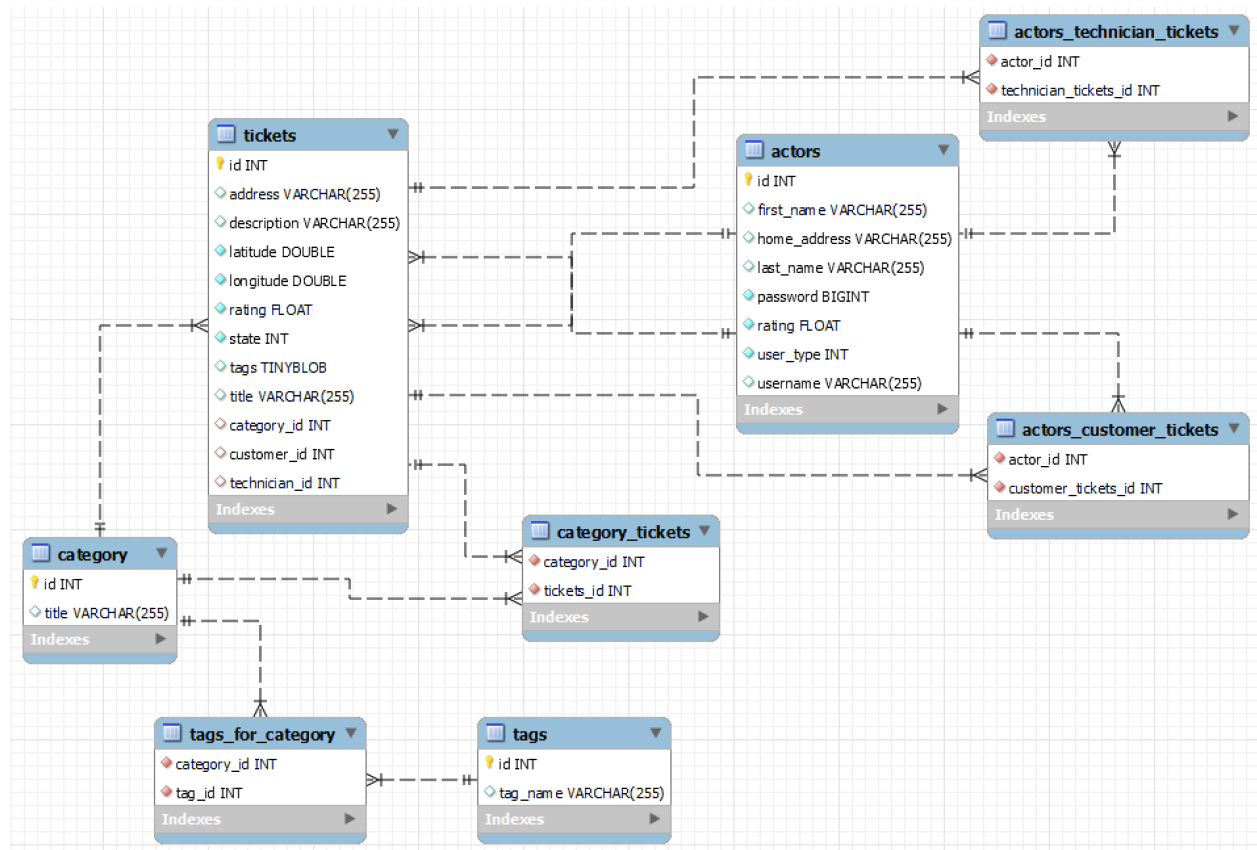 actors_technician_tickets
actor_id INT
technician_tickets_id INT
Indexes
tickets
id INT
address VARCHAR(255)
description VARCHAR(255)
latitude DOUBLE
longitude DOUBLE
rating FLOAT
state INT
tags TINYBLOB
title VARCHAR(255)
category_id INT
customer_id INT
technician_id INT
Indexes
actors
id INT
first_name VARCHAR(255)
home_address VARCHAR(255)
last_name VARCHAR(255)
password BIGINT
rating FLOAT
user_type INT
username VARCHAR(255)
Indexes
actors_customer_tickets
actor_id INT
customer_tickets_id INT
Indexes
category
id INT
title VARCHAR(255)
Indexes
category_tickets
category_id INT
tickets_id INT
Indexes
tags_for_category
category_id INT
tag_id INT
Indexes
tags
id INT
tag_name VARCHAR(255)
Indexes